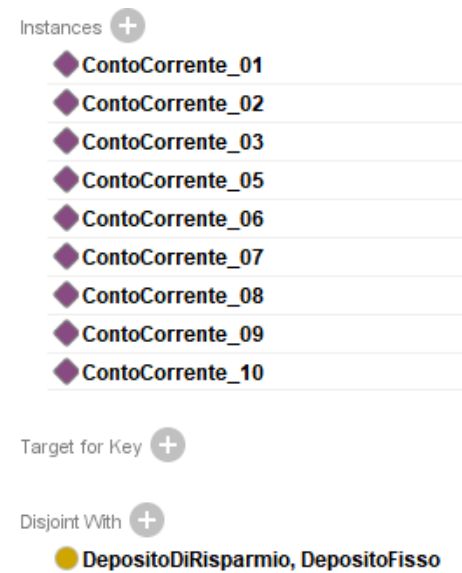 Instances
ContoCorrente_01
ContoCorrente_02
ContoCorrente_03
ContoCorrente_05
ContoCorrente_06
ContoCorrente_07
ContoCorrente_08
ContoCorrente_09
ContoCorrente_10
Target for Key
Disjoint With
DepositoDiRisparmio, DepositoFisso